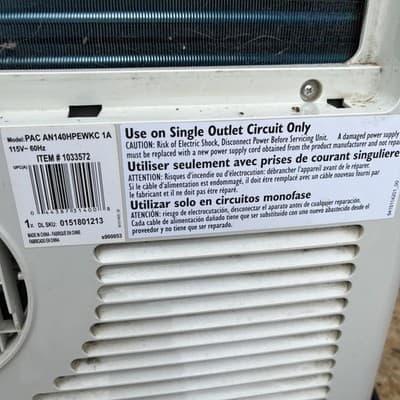 Model: PAC AN140HPEWKC 1A
115V~ 60Hz
ITEM # 1033572
UPC(A)
1x DL SKU: 0151801213
MADE IN CHINA - FABRIQUE EN CHINE
FABRICADO EN CHINA
x900053
Use on Single Outlet Circuit Only
CAUTION: Risk of Electric Shock, Disconnect Power Before Servicing Unit. A damaged power supply
must be replaced with a new power supply cord obtained from the product manufacturer and not repa
Utiliser seulement avec prises de courant singuliere
ATTENTION: Risques d'incendie ou d'électrocution: débrancher l'appareil avant de le réparer.
Si le câble d'alimentation est endommagé, il doit être remplacé avec un câble nouveau fourni par
le fabricant et il ne doit pas être réparé.
Utilizar solo en circuitos monofase
ATENCIÓN: riesgo de electrocutación, desconectar el aparato antes de cualquier reparación.
Cada cable de alimentación dañado tiene que ser substituido con uno nuevo abastecido desde el
proveedor y no tiene que ser reparado.